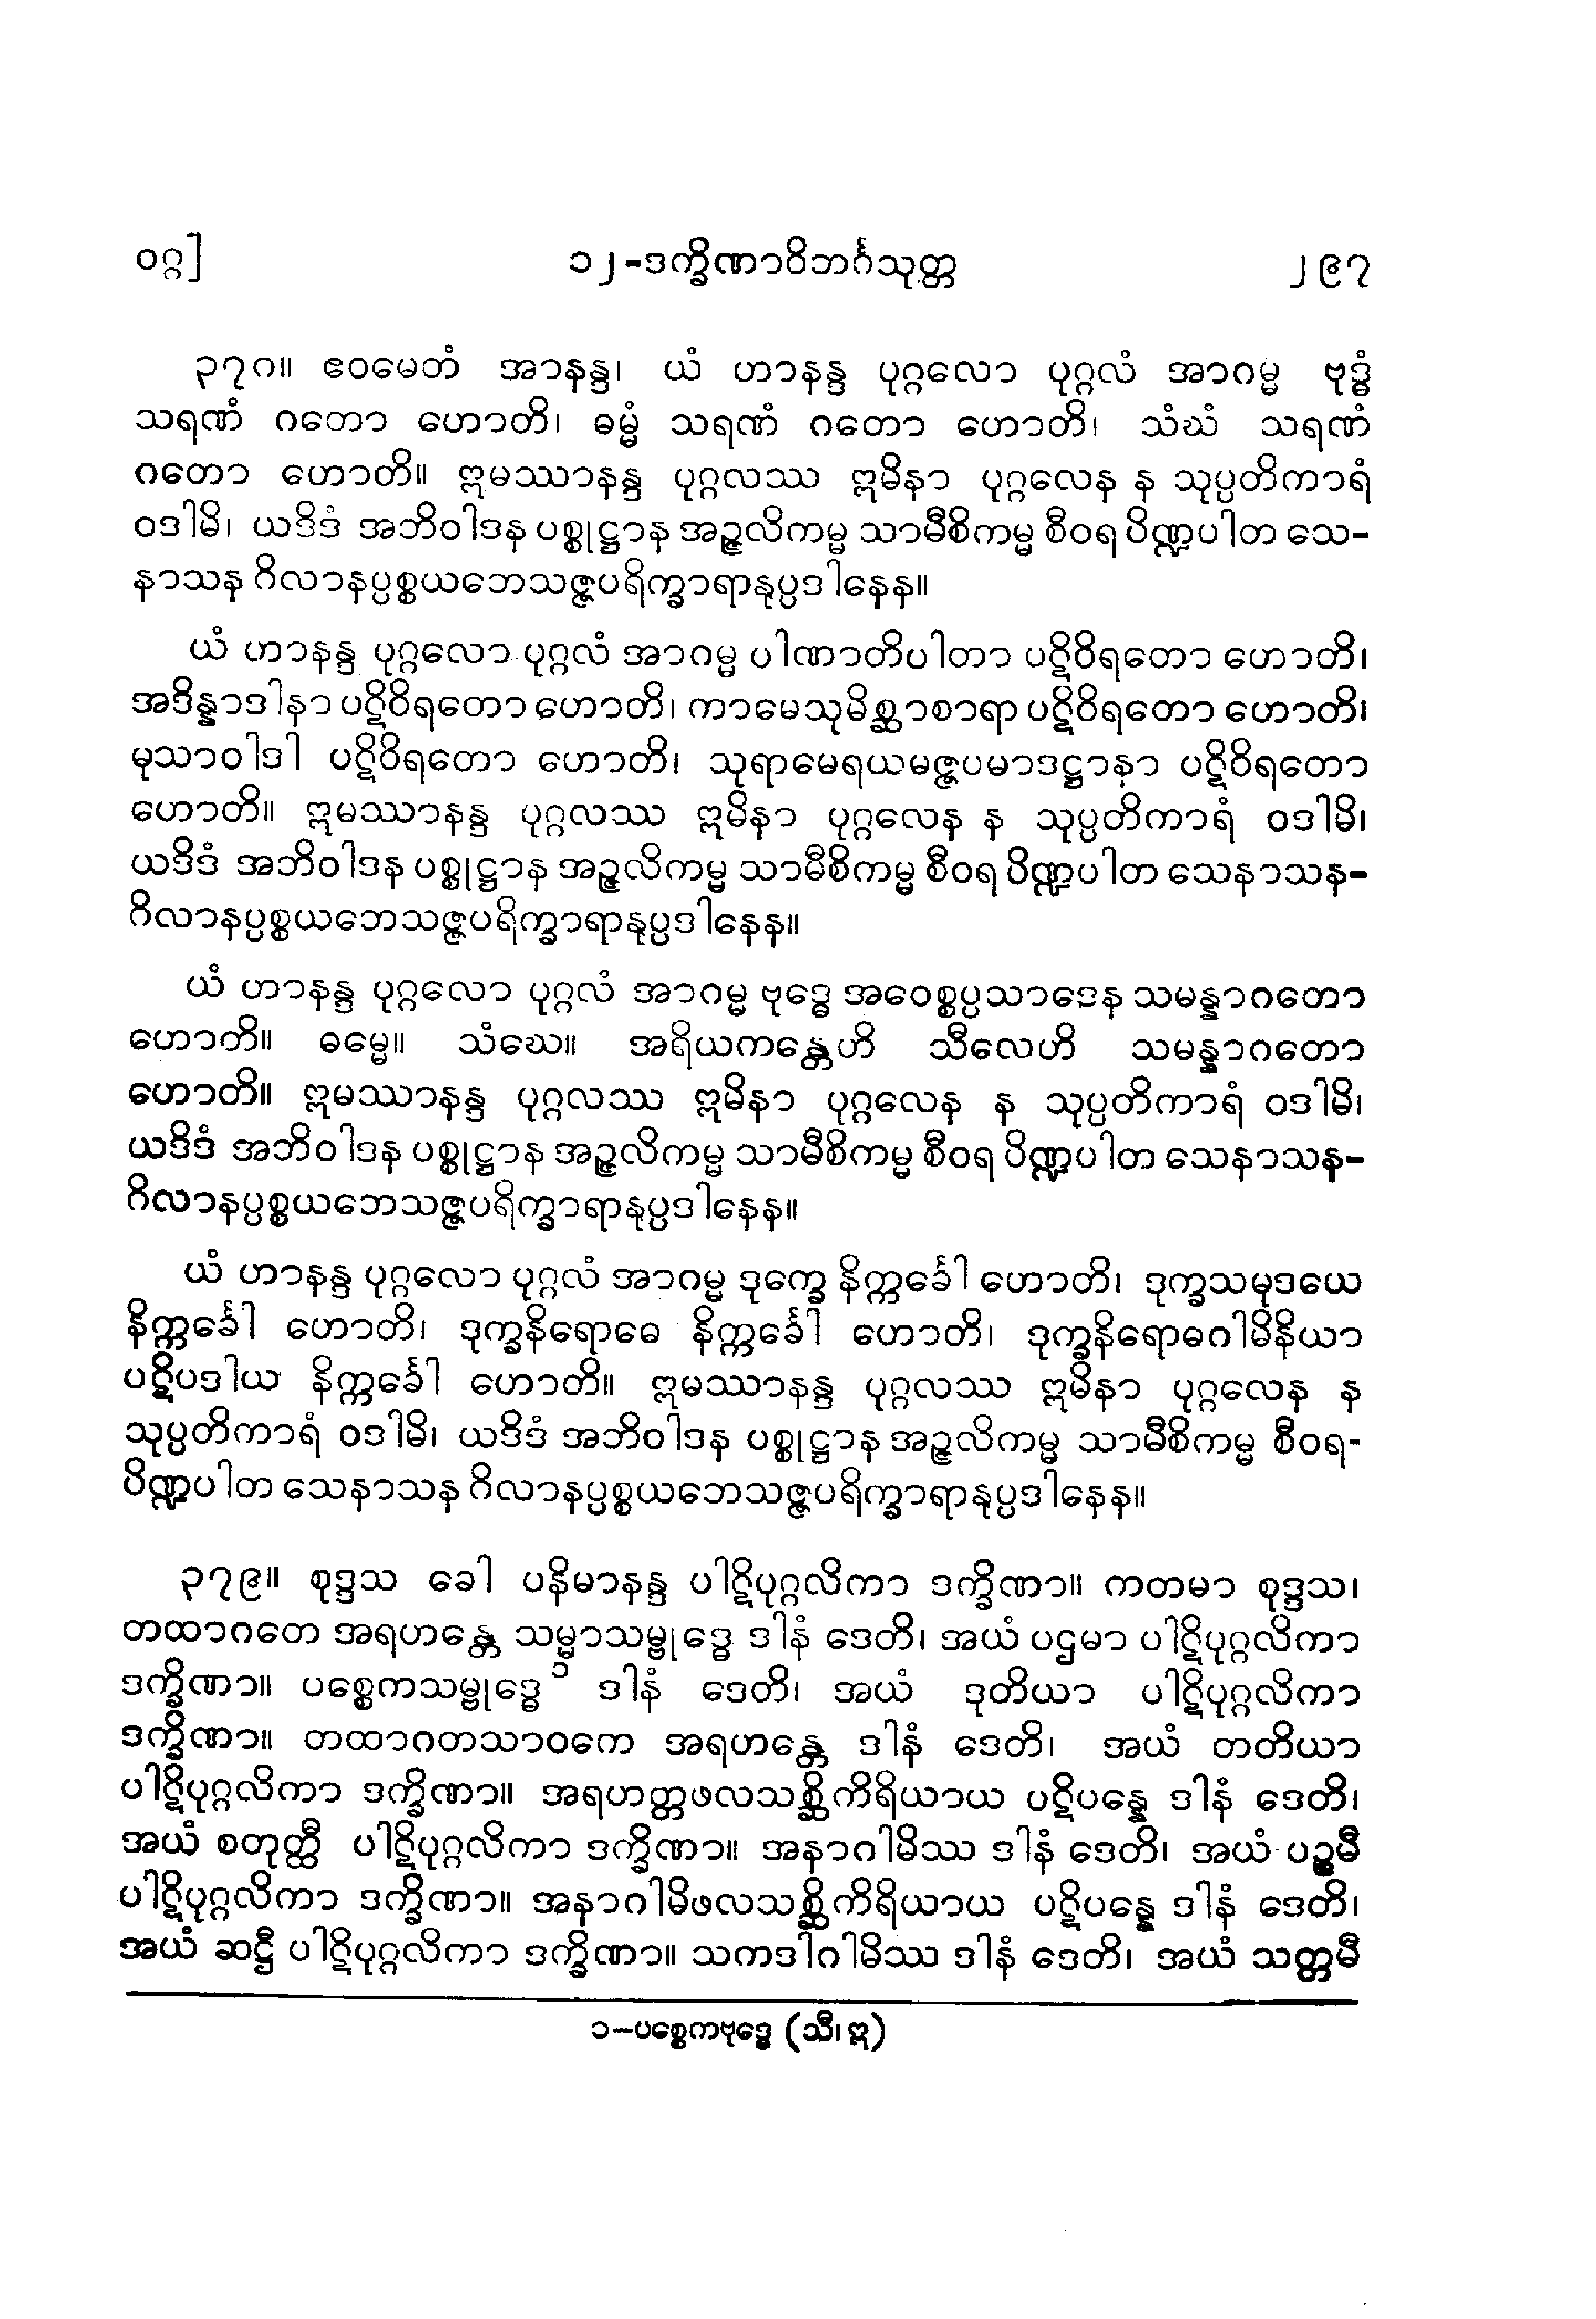 ဝဂ္ဂ] ၁၂-ဒက္ခိဏာဝိဘင်္ဂသုတ္တ ၂၉၇
၃၇၈။ ဧဝမေတံ အာနန္ဒ၊ ယံ ဟာနန္ဒ ပုဂ္ဂလော ပုဂ္ဂလံ အာဂမ္မ ဗုဒ္ဓံ
သရဏံ ဂတော ဟောတိ၊ ဓမ္မံ သရဏံ ဂတော ဟောတိ၊ သံဃံ သရဏံ
ဂတော ဟောတိ။ ဣမဿာနန္ဒ ပုဂ္ဂလဿ ဣမိနာ ပုဂ္ဂလေန န သုပ္ပတိကာရံ
ဝဒါမိ၊ ယဒိဒံ အဘိဝါဒန ပစ္စုဋ္ဌာန အဉ္ဇလိကမ္မ သာမီစိကမ္မ စီဝရ ပိဏ္ဍပါတ သေ-
နာသန ဂိလာနပ္ပစ္စယဘေသဇ္ဇပရိက္ခာရာနုပ္ပဒါနေန။
ယံ ဟာနန္ဒ ပုဂ္ဂလော ပုဂ္ဂလံ အာဂမ္မ ပါဏာတိပါတာ ပဋိဝိရတော ဟောတိ၊
အဒိန္နာဒါနာ ပဋိဝိရတော ဟောတိ၊ ကာမေသုမိစ္ဆာစာရာ ပဋိဝိရတော ဟောတိ၊
မုသာဝါဒါ ပဋိဝိရတော ဟောတိ၊ သုရာမေရယမဇ္ဇပမာဒဋ္ဌာနာ ပဋိဝိရတော
ဟောတိ။ ဣမဿာနန္ဒ ပုဂ္ဂလဿ ဣမိနာ ပုဂ္ဂလေန န သုပ္ပတိကာရံ ဝဒါမိ၊
ယဒိဒံ အဘိဝါဒန ပစ္စုဋ္ဌာန အဉ္ဇလိကမ္မ သာမီစိကမ္မ စီဝရ ပိဏ္ဍပါတ သေနာသန-
ဂိလာနပ္ပစ္စယဘေသဇ္ဇပရိက္ခာရာနုပ္ပဒါနေန။
ယံ ဟာနန္ဒ ပုဂ္ဂလော ပုဂ္ဂလံ အာဂမ္မ ဗုဒ္ဓေ အဝေစ္စပ္ပသာဒေန သမန္နာဂတော
ဟောတိ။ ဓမ္မေ။ သံဃေ။ အရိယကန္တေဟိ သီလေဟိ သမန္နာဂတော
ဟောတိ။ ဣမဿာနန္ဒ ပုဂ္ဂလဿ ဣမိနာ ပုဂ္ဂလေန န သုပ္ပတိကာရံ ဝဒါမိ၊
ယဒိဒံ အဘိဝါဒန ပစ္စုဋ္ဌာန အဉ္ဇလိကမ္မ သာမီစိကမ္မ စီဝရ ပိဏ္ဍပါတ သေနာသန-
ဂိလာနပ္ပစ္စယဘေသဇ္ဇပရိက္ခာရာနုပ္ပဒါနေန။
ယံ ဟာနန္ဒ ပုဂ္ဂလော ပုဂ္ဂလံ အာဂမ္မ ဒုက္ခေ နိက္ကင်္ခေါ ဟောတိ၊ ဒုက္ခသမုဒယေ
နိက္ကင်္ခေါ ဟောတိ၊ ဒုက္ခနိရောဓေ နိက္ကင်္ခေါ ဟောတိ၊ ဒုက္ခနိရောဓဂါမိနိယာ
ပဋိပဒါယ နိက္ကင်္ခေါ ဟောတိ။ ဣမဿာနန္ဒ ပုဂ္ဂလဿ ဣမိနာ ပုဂ္ဂလေန န
သုပ္ပတိကာရံ ဝဒါမိ၊ ယဒိဒံ အဘိဝါဒန ပစ္စုဋ္ဌာန အဉ္ဇလိကမ္မ သာမီစိကမ္မ စီဝရ-
ပိဏ္ဍပါတ သေနာသန ဂိလာနပ္ပစ္စယဘေသဇ္ဇပရိက္ခာရာနုပ္ပဒါနေန။
၃၇၉။ စုဒ္ဒသ ခေါ ပနိမာနန္ဒ ပါဋိပုဂ္ဂလိကာ ဒက္ခိဏာ။ ကတမာ စုဒ္ဒသ၊
တထာဂတေ အရဟန္တေ သမ္မာသမ္ဗုဒ္ဓေ ဒါနံ ဒေတိ၊ အယံ ပဌမာ ပါဋိပုဂ္ဂလိကာ
ဒက္ခိဏာ။ ပစ္စေကသမ္ဗုဒ္ဓေ ၁ ဒါနံ ဒေတိ၊ အယံ ဒုတိယာ ပါဋိပုဂ္ဂလိကာ
ဒက္ခိဏာ။ တထာဂတသာဝကေ အရဟန္တေ ဒါနံ ဒေတိ၊ အယံ တတိယာ
ပါဋိပုဂ္ဂလိကာ ဒက္ခိဏာ။ အရဟတ္တဖလသစ္ဆိကိရိယာယ ပဋိပန္နေ ဒါနံ ဒေတိ၊
အယံ စတုတ္ထီ ပါဋိပုဂ္ဂလိကာ ဒက္ခိဏာ။ အနာဂါမိဿ ဒါနံ ဒေတိ၊ အယံ ပဉ္စမီ
ပါဋိပုဂ္ဂလိကာ ဒက္ခိဏာ။ အနာဂါမိဖလသစ္ဆိကိရိယာယ ပဋိပန္နေ ဒါနံ ဒေတိ၊
အယံ ဆဋ္ဌီ ပါဋိပုဂ္ဂလိကာ ဒက္ခိဏာ။ သကဒါဂါမိဿ ဒါနံ ဒေတိ၊ အယံ သတ္တမီ
၁-ပစ္စေကဗုဒ္ဓေ (သီ၊ ဣ)